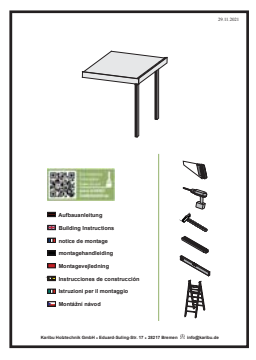 29.11.2021
Aufbauanleitung
Building Instructions
notice de montage
montagehandleiding
Montagevejledning
Instrucciones de construcción
Istruzioni per il montaggio
Montážní návod
Karibu Holztechnik GmbH • Eduard-Suling-Str. 17 • 28217 Bremen info@karibu.de